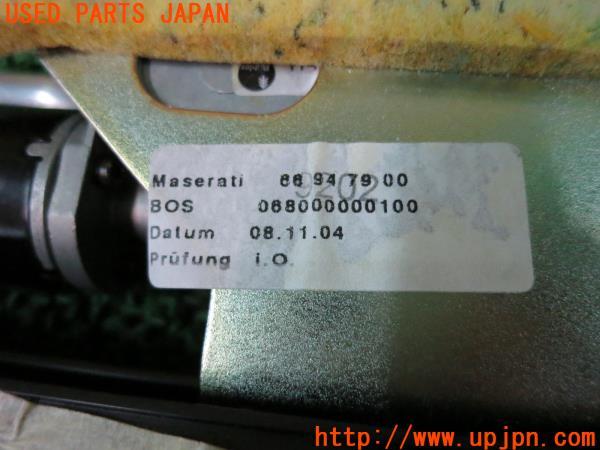 USED PARTS JAPAN
Maserati 66 94 79 00
9202
BOS 068000000100
Datum 08.11.04
Prüfung i.O.
http://www.upjpn.com